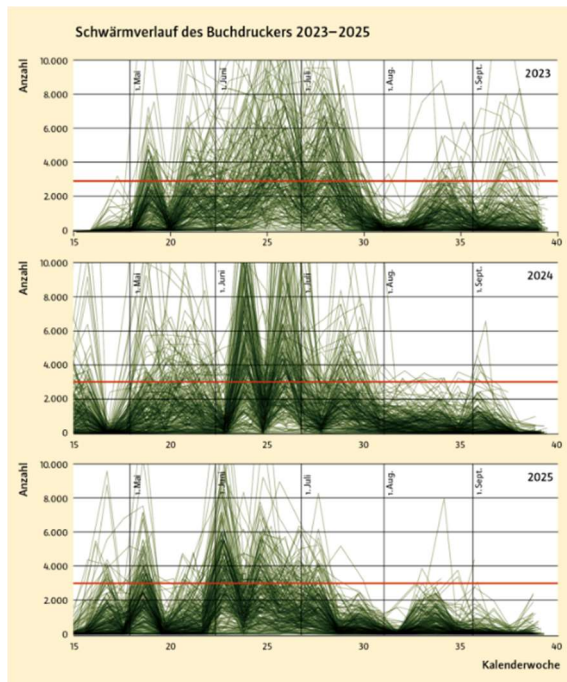 Schwärmverlauf des Buchdruckers 2023–2025
Anzahl
10.000
8.000
6.000
4.000
2.000
0
1. Mai
1. Juni
1. Juli
1. Aug.
1. Sept.
2023
15 20 25 30 35 40
Anzahl
10.000
8.000
6.000
4.000
2.000
0
1. Mai
1. Juni
1. Juli
1. Aug.
1. Sept.
2024
15 20 25 30 35 40
Anzahl
10.000
8.000
6.000
4.000
2.000
0
1. Mai
1. Juni
1. Juli
1. Aug.
1. Sept.
2025
15 20 25 30 35 40
Kalenderwoche